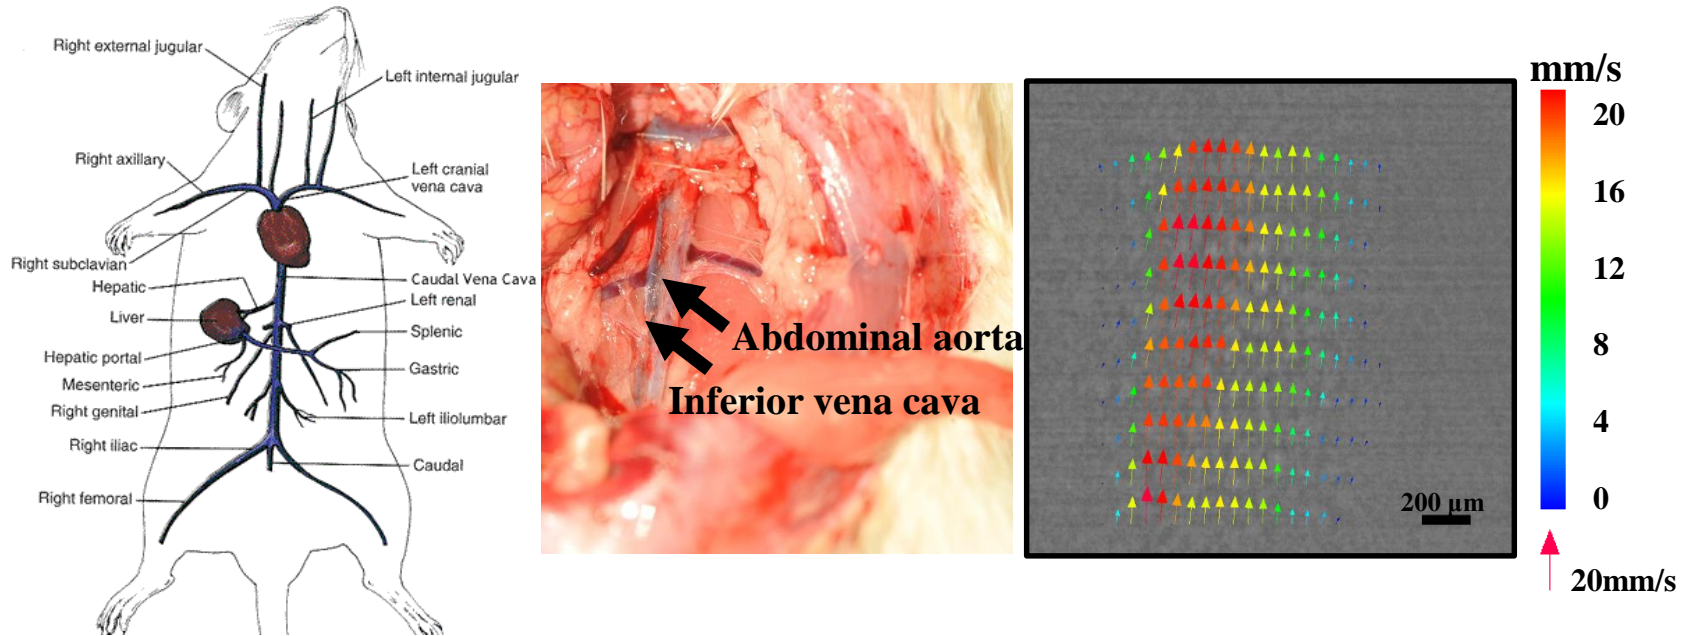 Right external jugular
Left internal jugular
Right axillary
Left cranial
vena cava
Right subclavian
Hepatic
Caudal Vena Cava
Left renal
Liver
Splenic
Hepatic portal
Gastric
Mesenteric
Right genital
Left iliolumbar
Right iliac
Caudal
Right femoral
Abdominal aorta
Inferior vena cava
200 µm
mm/s
20
16
12
8
4
0
20mm/s